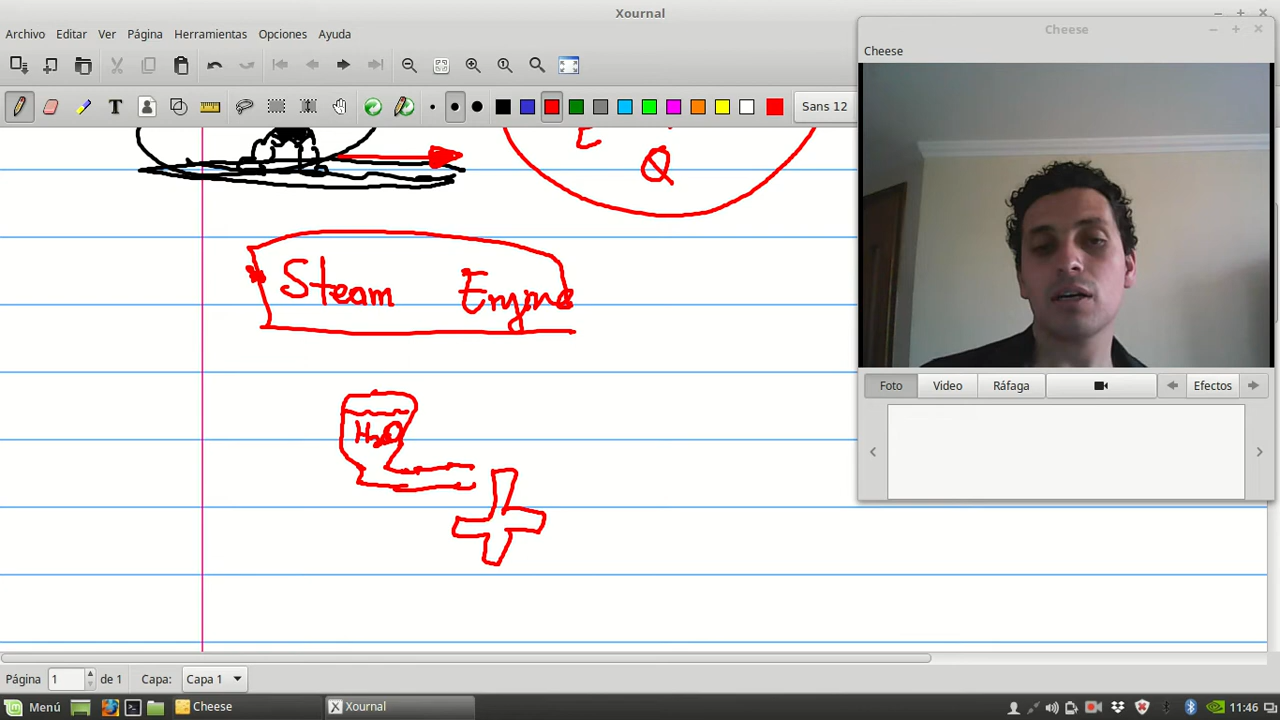 Xournal
Cheese
Archivo Editar Ver Página Herramientas Opciones Ayuda
Cheese
T
Sans 12
E
Q
Steam Engine
H2O
Foto Video Ráfaga Efectos
Página 1 de 1 Capa: Capa 1
Menú Cheese Xournal 11:46